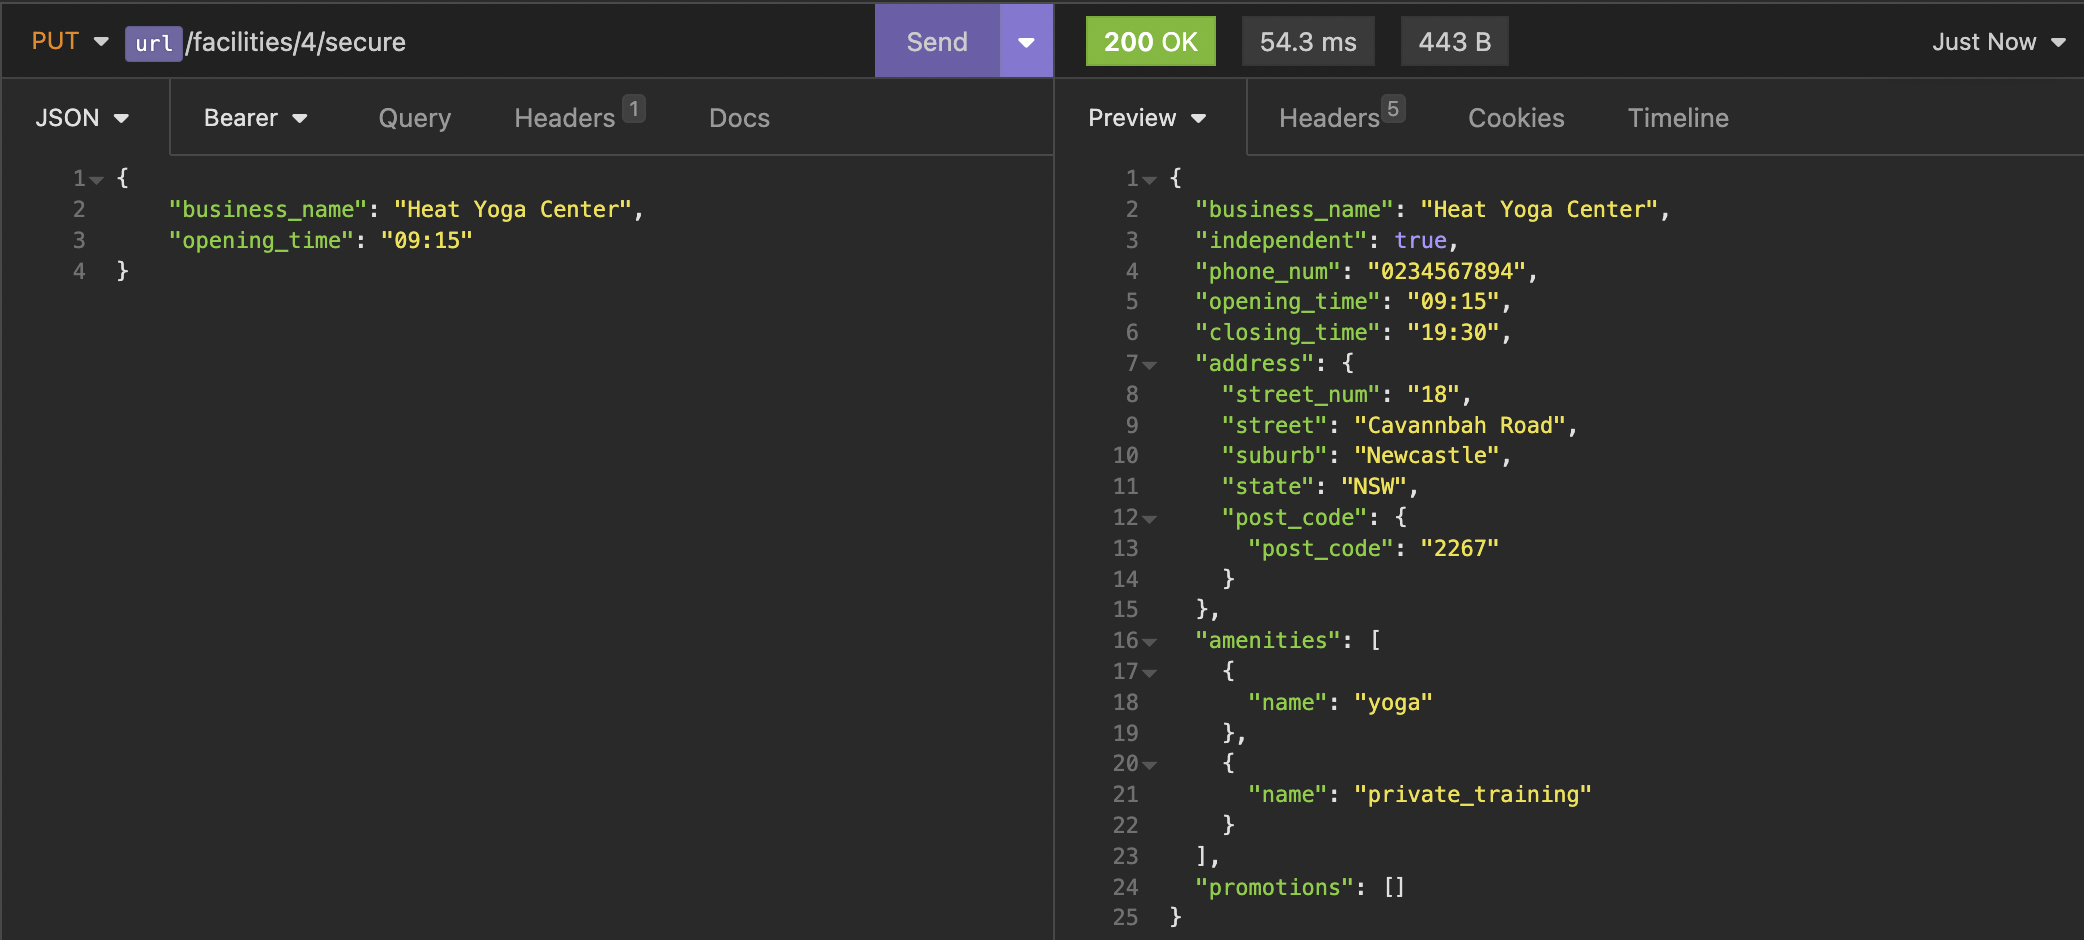 PUT url/facilities/4/secure Send
JSON Bearer Query Headers 1 Docs
1 {
2 "business_name": "Heat Yoga Center",
3 "opening_time": "09:15"
4 }
200 OK 54.3 ms 443 B Just Now
Preview Headers 5 Cookies Timeline
1 {
2 "business_name": "Heat Yoga Center",
3 "independent": true,
4 "phone_num": "0234567894",
5 "opening_time": "09:15",
6 "closing_time": "19:30",
7 "address": {
8 "street_num": "18",
9 "street": "Cavannbah Road",
10 "suburb": "Newcastle",
11 "state": "NSW",
12 "post_code": {
13 "post_code": "2267"
14 }
15 },
16 "amenities": [
17 {
18 "name": "yoga"
19 },
20 {
21 "name": "private_training"
22 }
23 ],
24 "promotions": []
25 }